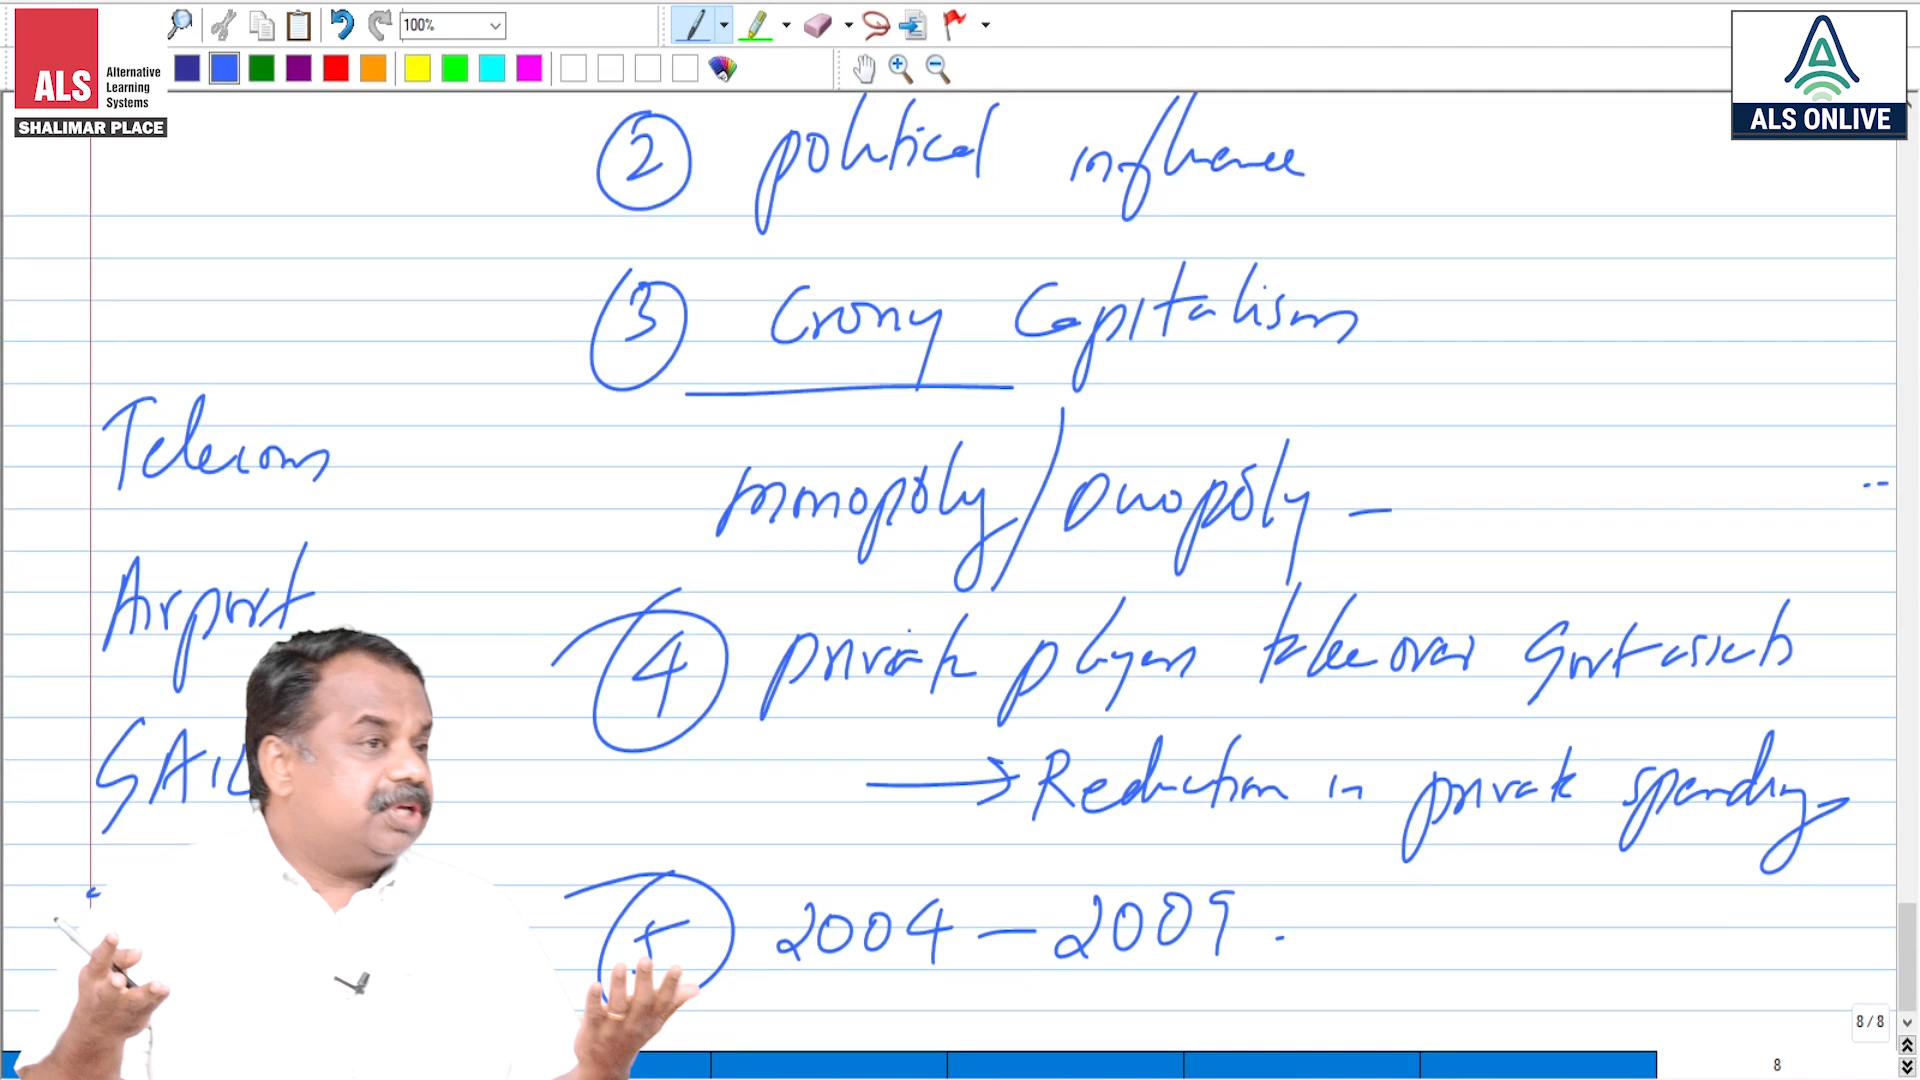 100%
ALS
Alternative
Learning
Systems
SHALIMAR PLACE
ALS ONLIVE
2 political influence
3 Crony Capitalism
Telecom
monopoly/Duopoly -
Airport
4 private players takeover Govt assets
SAIL
→ Reduction in private spending
2004 - 2009.
8/8
8